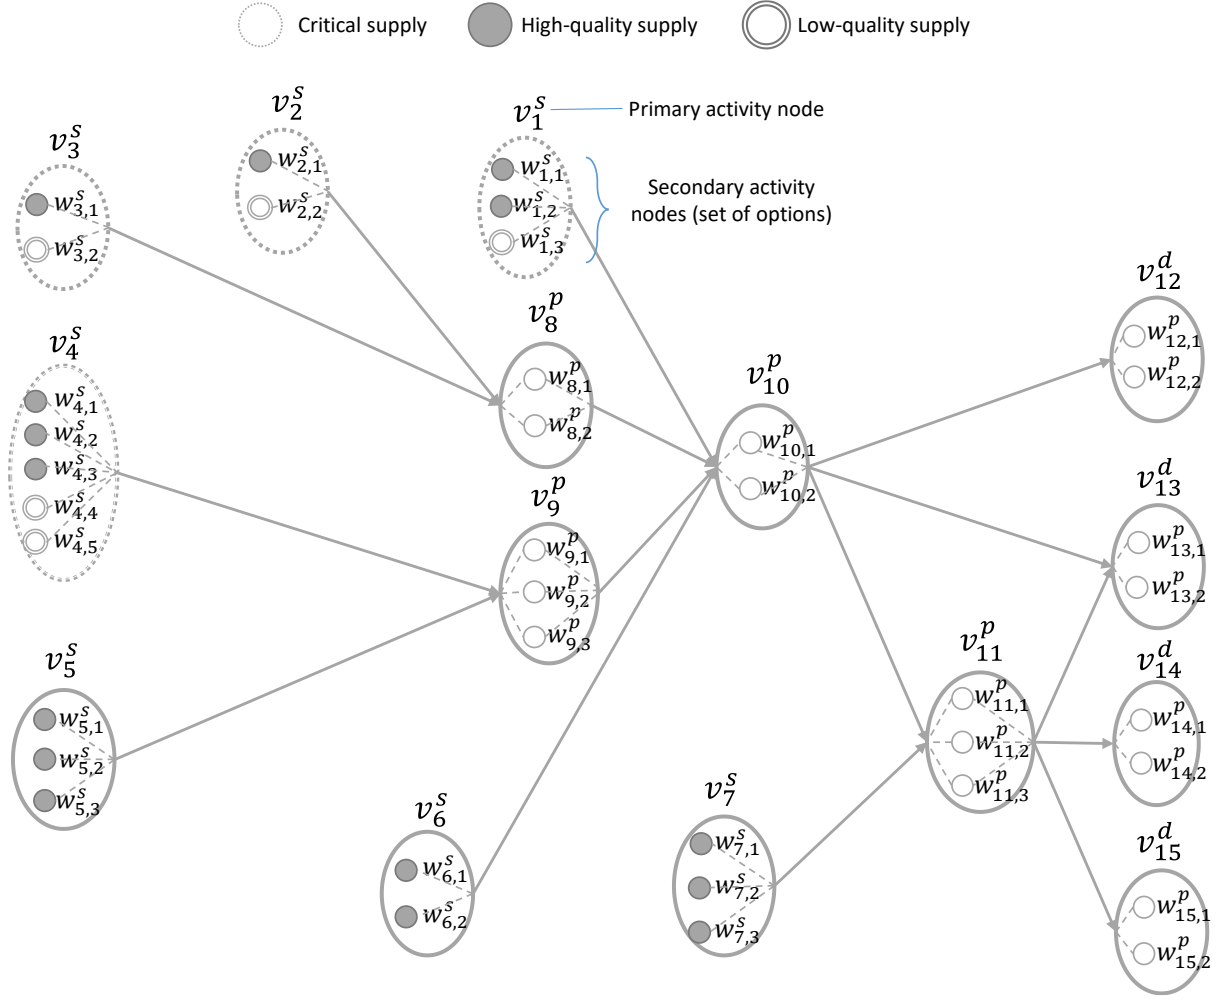 Critical supply
High-quality supply
Low-quality supply
v_1^s
Primary activity node
v_2^s
v_3^s
w_{1,1}^s
w_{1,2}^s
w_{1,3}^s
Secondary activity
nodes (set of options)
w_{2,1}^s
w_{2,2}^s
w_{3,1}^s
w_{3,2}^s
v_4^s
w_{4,1}^s
w_{4,2}^s
w_{4,3}^s
w_{4,4}^s
w_{4,5}^s
v_8^p
w_{8,1}^p
w_{8,2}^p
v_{10}^p
w_{10,1}^p
w_{10,2}^p
v_{12}^d
w_{12,1}^p
w_{12,2}^p
v_9^p
w_{9,1}^p
w_{9,2}^p
w_{9,3}^p
v_{13}^d
w_{13,1}^p
w_{13,2}^p
v_5^s
w_{5,1}^s
w_{5,2}^s
w_{5,3}^s
v_{11}^p
w_{11,1}^p
w_{11,2}^p
w_{11,3}^p
v_{14}^d
w_{14,1}^p
w_{14,2}^p
v_6^s
w_{6,1}^s
w_{6,2}^s
v_7^s
w_{7,1}^s
w_{7,2}^s
w_{7,3}^s
v_{15}^d
w_{15,1}^p
w_{15,2}^p